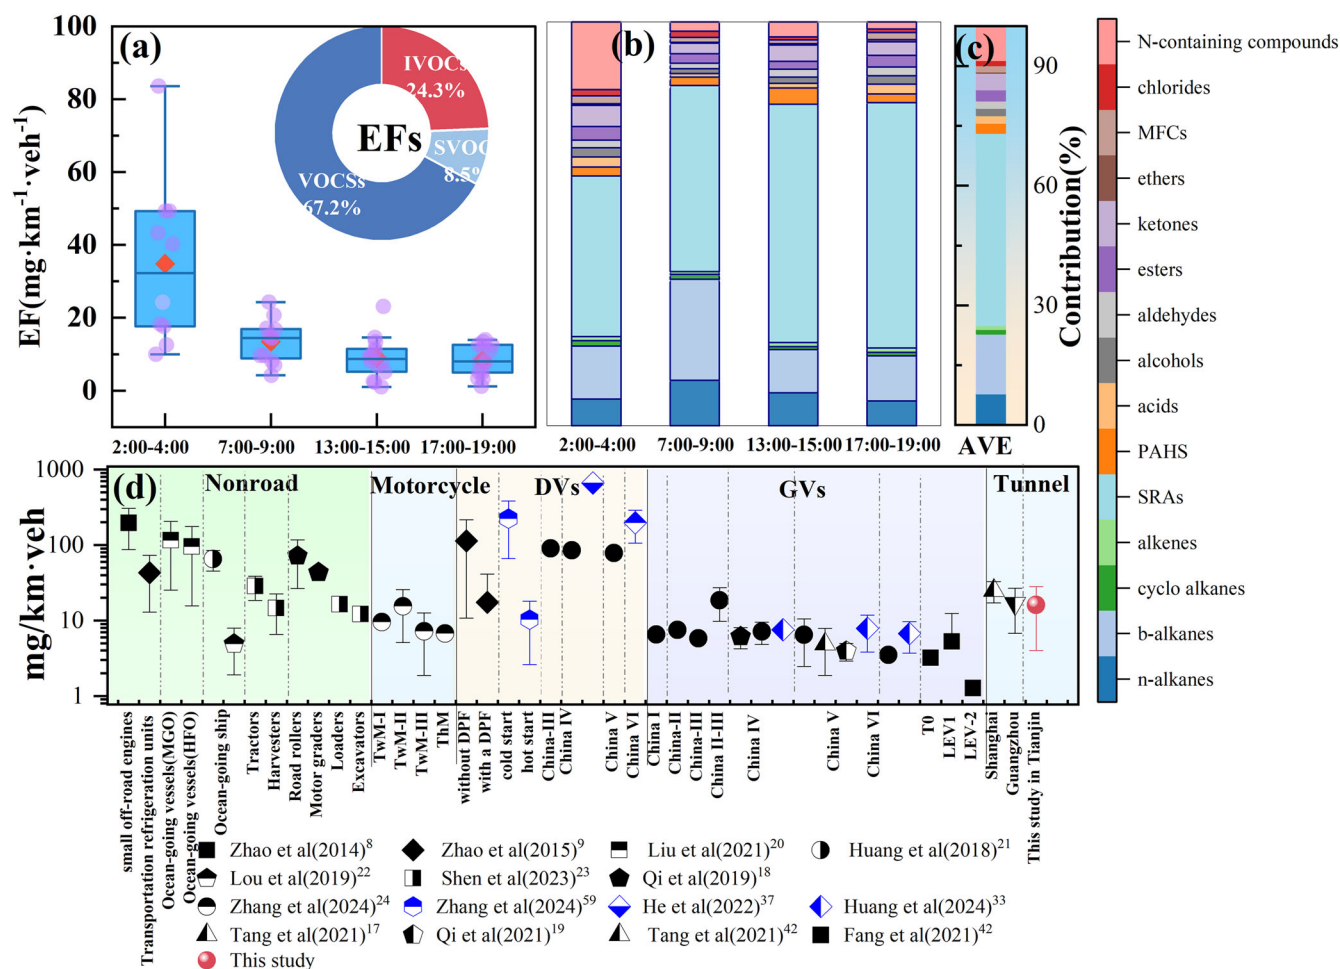 (a)
100
80
60
40
20
0
EF(mg·km⁻¹·veh⁻¹)
2:00-4:00
7:00-9:00
13:00-15:00
17:00-19:00
EFs
IVOCs
24.3%
SVOC
8.5%
VOCSs
67.2%
(b)
2:00-4:00
7:00-9:00
13:00-15:00
17:00-19:00
(c)
90
60
30
0
Contribution(%)
AVE
N-containing compounds
chlorides
MFCs
ethers
ketones
esters
aldehydes
alcohols
acids
PAHS
SRAs
alkenes
cyclo alkanes
b-alkanes
n-alkanes
(d)
Nonroad
Motorcycle
DVs
GVs
Tunnel
1000
100
10
1
mg/km·veh
small off-road engines
Transportation refrigeration units
Ocean-going vessels(MGO)
Ocean-going vessels(HFO)
Ocean-going ship
Tractors
Harvesters
Road rollers
Motor graders
Loaders
Excavators
TwM-I
TwM-II
TwM-III
ThM
without DPF
with a DPF
cold start
hot start
China-III
China IV
China V
China VI
China I
China-II
China-III
China II-III
China IV
China V
China VI
T0
LEV1
LEV-2
Shanghai
Guangzhou
This study in Tianjin
Zhao et al(2014)⁸
Zhao et al(2015)⁹
Liu et al(2021)²⁰
Huang et al(2018)²¹
Lou et al(2019)²²
Shen et al(2023)²³
Qi et al(2019)¹⁸
Zhang et al(2024)²⁴
Zhang et al(2024)⁵⁹
He et al(2022)³⁷
Huang et al(2024)³³
Tang et al(2021)¹⁷
Qi et al(2021)¹⁹
Tang et al(2021)⁴²
Fang et al(2021)⁴²
This study